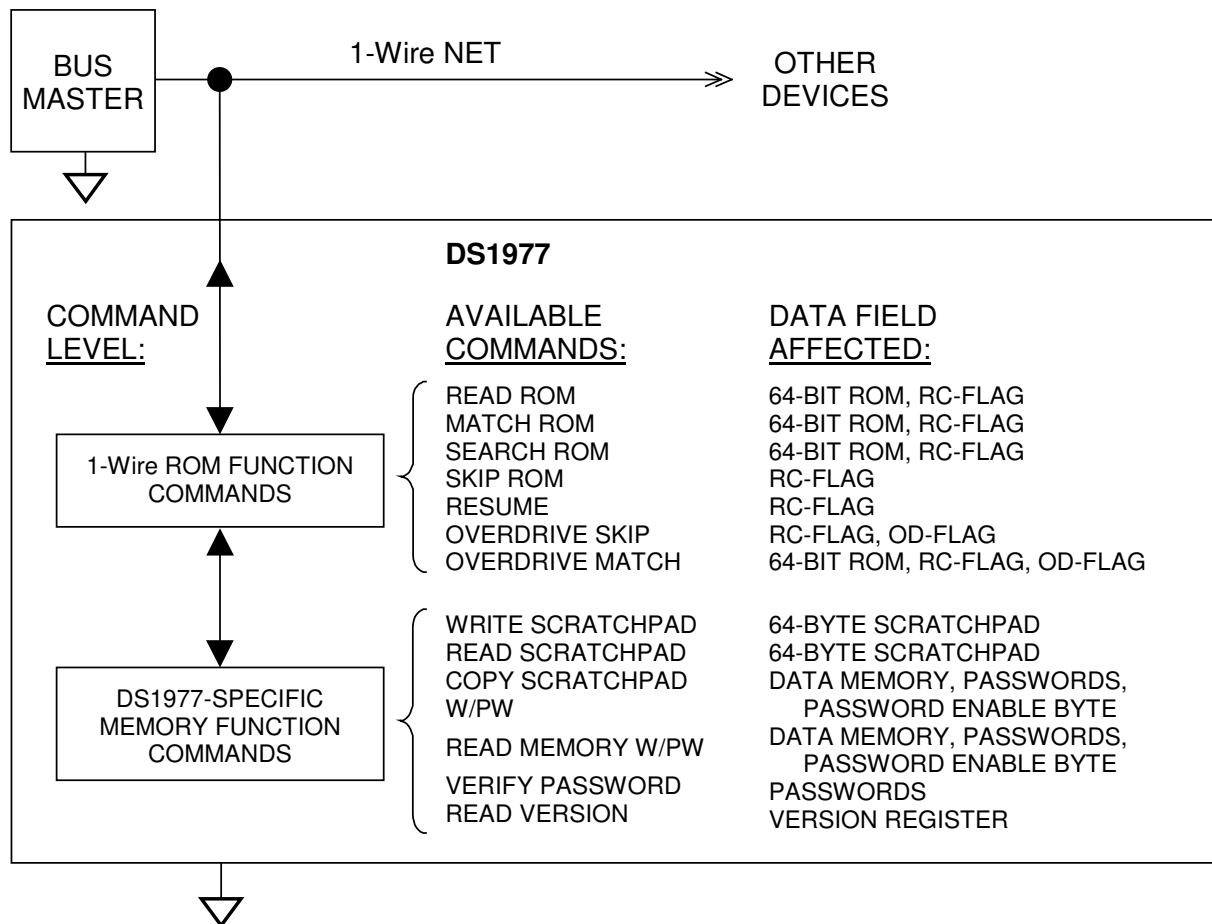 BUS
MASTER
1-Wire NET
OTHER
DEVICES
DS1977
COMMAND
LEVEL:
AVAILABLE
COMMANDS:
DATA FIELD
AFFECTED:
1-Wire ROM FUNCTION
COMMANDS
READ ROM 64-BIT ROM, RC-FLAG
MATCH ROM 64-BIT ROM, RC-FLAG
SEARCH ROM 64-BIT ROM, RC-FLAG
SKIP ROM RC-FLAG
RESUME RC-FLAG
OVERDRIVE SKIP RC-FLAG, OD-FLAG
OVERDRIVE MATCH 64-BIT ROM, RC-FLAG, OD-FLAG
DS1977-SPECIFIC
MEMORY FUNCTION
COMMANDS
WRITE SCRATCHPAD 64-BYTE SCRATCHPAD
READ SCRATCHPAD 64-BYTE SCRATCHPAD
COPY SCRATCHPAD DATA MEMORY, PASSWORDS,
W/PW PASSWORD ENABLE BYTE
READ MEMORY W/PW DATA MEMORY, PASSWORDS,
PASSWORD ENABLE BYTE
VERIFY PASSWORD PASSWORDS
READ VERSION VERSION REGISTER